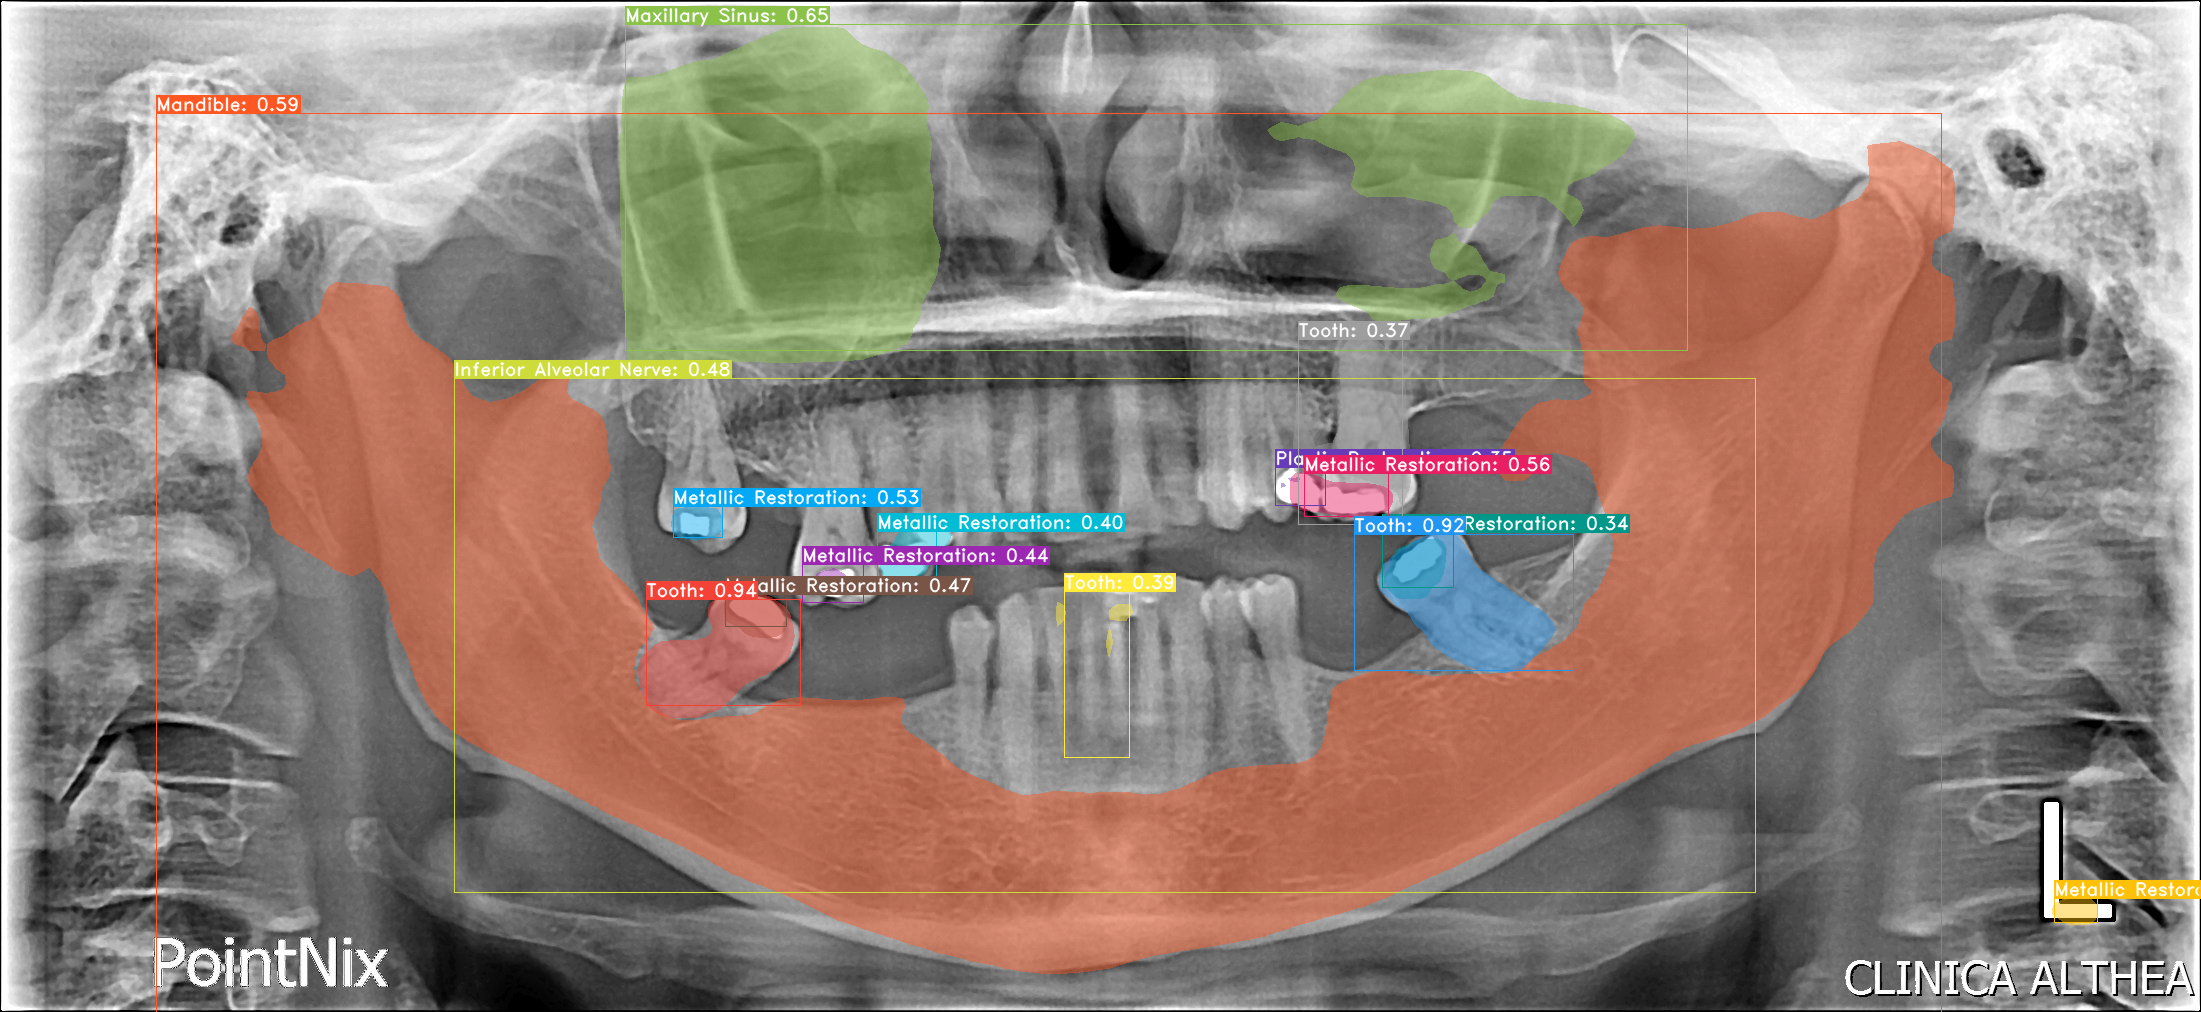 Maxillary Sinus: 0.65
Mandible: 0.59
Tooth: 0.37
Inferior Alveolar Nerve: 0.48
Metallic Restoration: 0.56
Metallic Restoration: 0.53
Metallic Restoration: 0.40
Tooth: 0.92
Restoration: 0.34
Metallic Restoration: 0.44
Tooth: 0.94
tallic Restoration: 0.47
Tooth: 0.39
L
Metallic Restor
PointNix
CLINICA ALTHEA